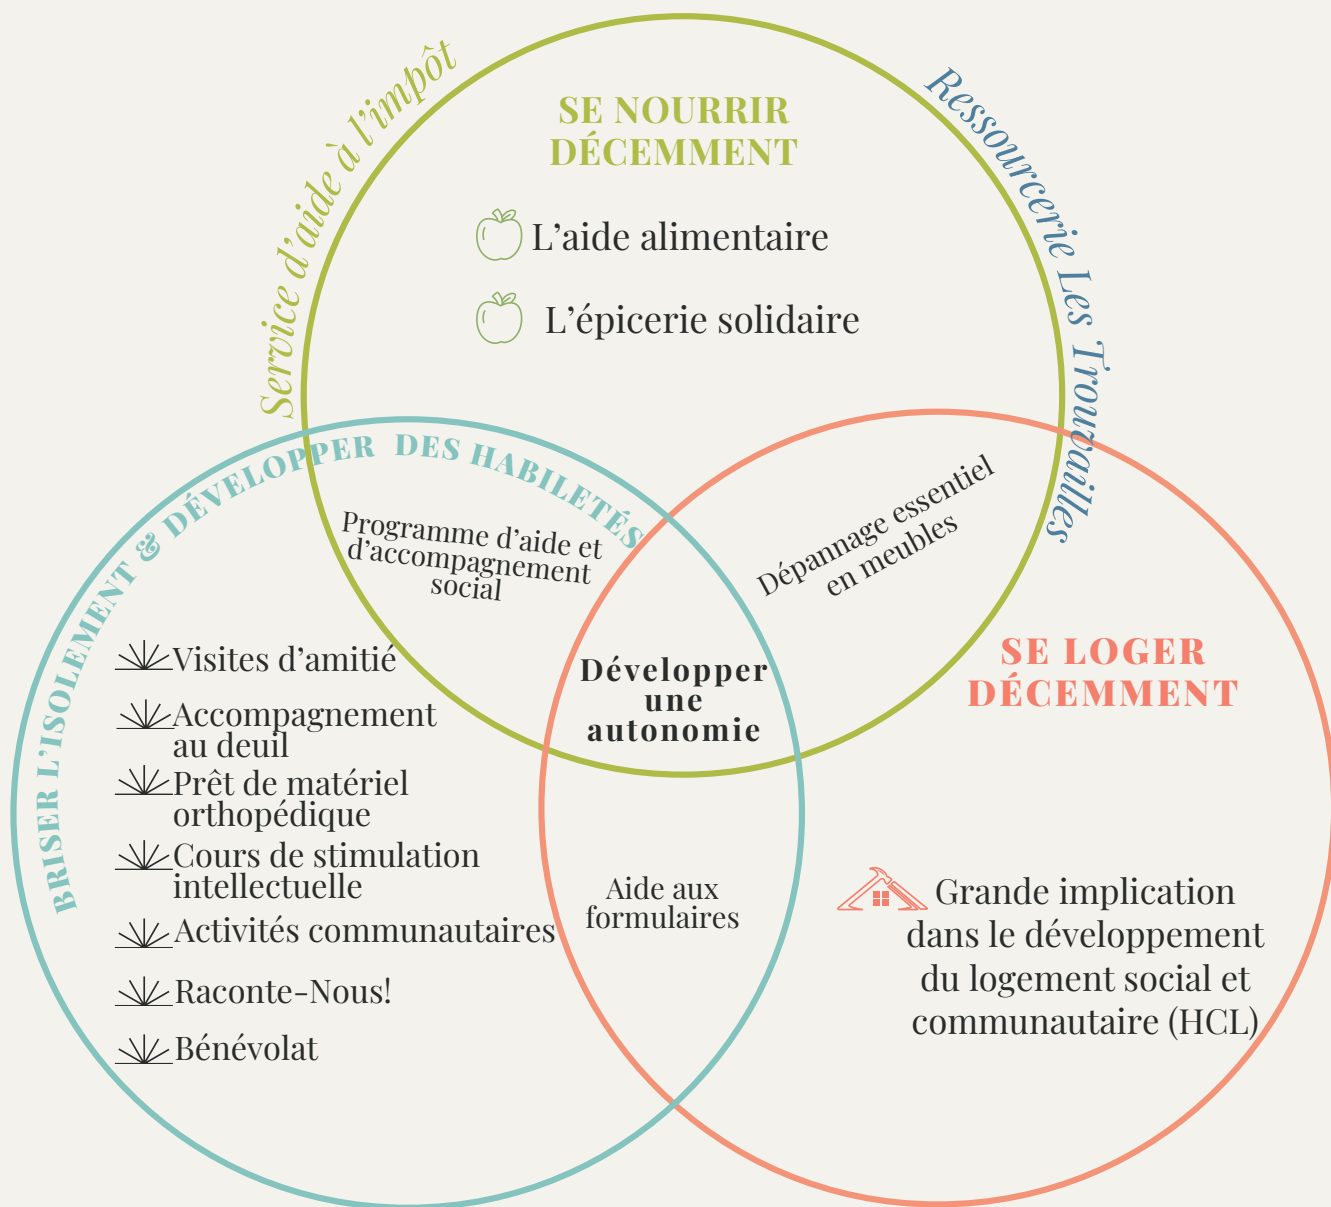 Service d’aide à l’impôt
Ressourcerie Les Trouvailles
SE NOURRIR
DÉCEMMENT
L’aide alimentaire
L’épicerie solidaire
BRISER L’ISOLEMENT & DÉVELOPPER DES HABILETÉS
Programme d’aide et
d’accompagnement
social
Dépannage essentiel
en meubles
Visites d’amitié
Accompagnement
au deuil
Prêt de matériel
orthopédique
Cours de stimulation
intellectuelle
Activités communautaires
Raconte-Nous!
Bénévolat
Développer
une
autonomie
Aide aux
formulaires
SE LOGER
DÉCEMMENT
Grande implication
dans le développement
du logement social et
communautaire (HCL)